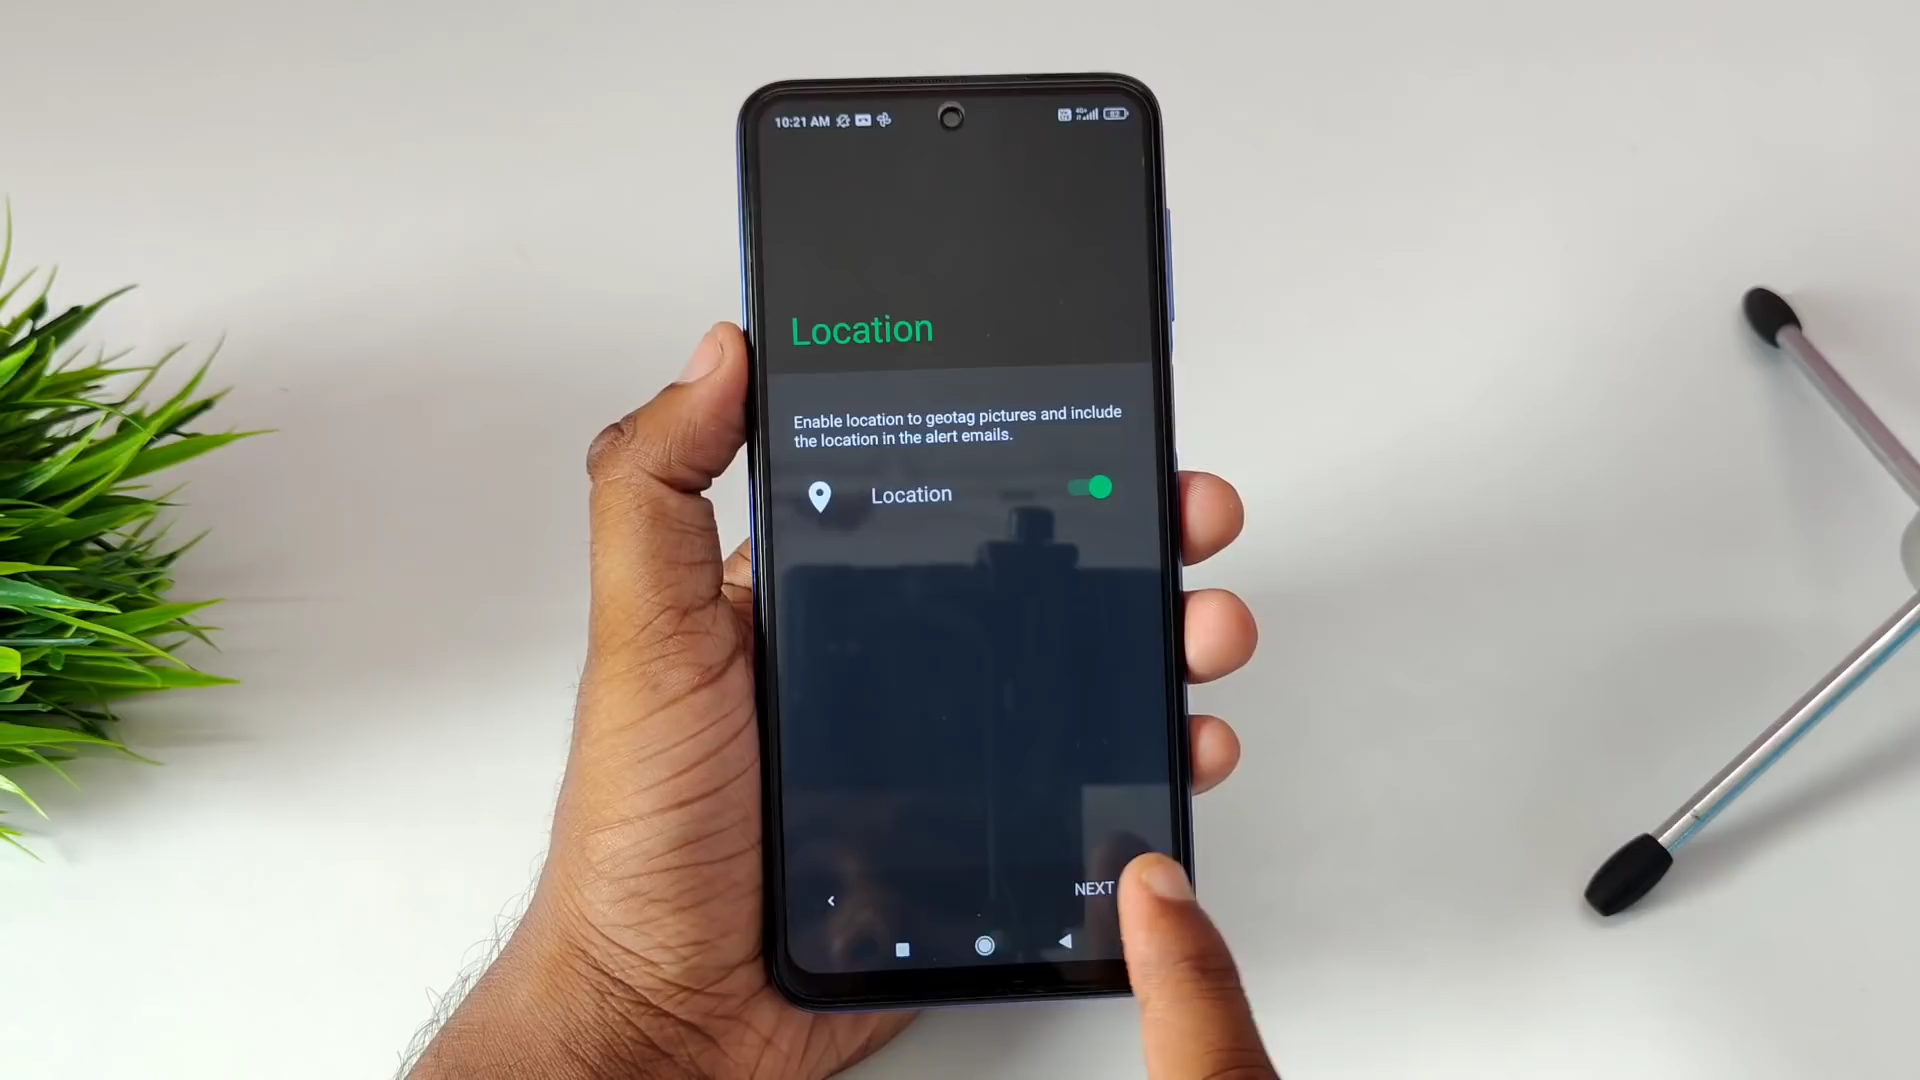 10:21 AM
82
Location
Enable location to geotag pictures and include
the location in the alert emails.
Location
NEXT